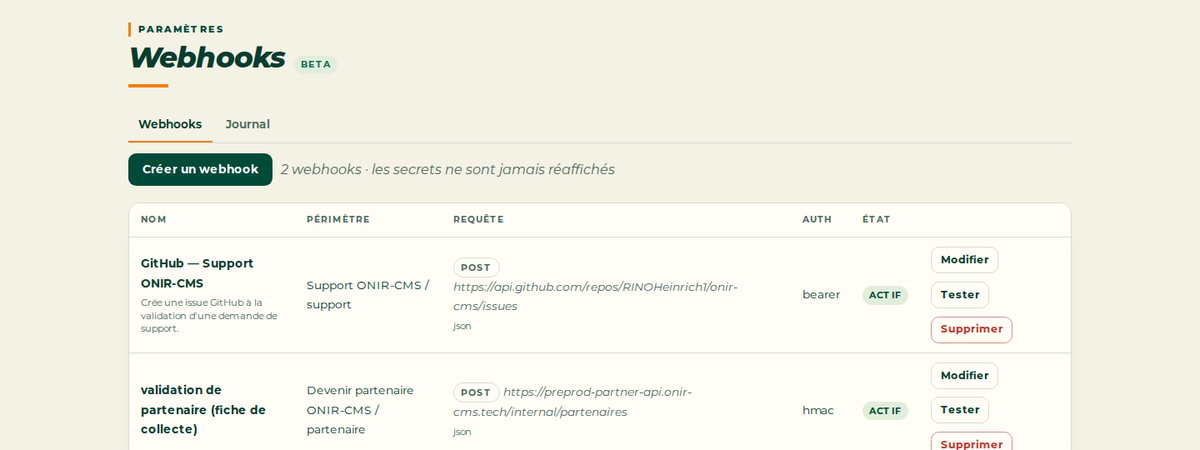 PARAMÈTRES
Webhooks BETA
Webhooks Journal
Créer un webhook 2 webhooks · les secrets ne sont jamais réaffichés
NOM PÉRIMÈTRE REQUÊTE AUTH ÉTAT
GitHub — Support
ONIR-CMS
Crée une issue GitHub à la
validation d'une demande de
support.
Support ONIR-CMS /
support
POST
https://api.github.com/repos/RINOHeinrich1/onir-
cms/issues
json
bearer
ACTIF
Modifier
Tester
Supprimer
validation de
partenaire (fiche de
collecte)
Devenir partenaire
ONIR-CMS /
partenaire
POST https://preprod-partner-api.onir-
cms.tech/internal/partenaires
json
hmac
ACTIF
Modifier
Tester
Supprimer